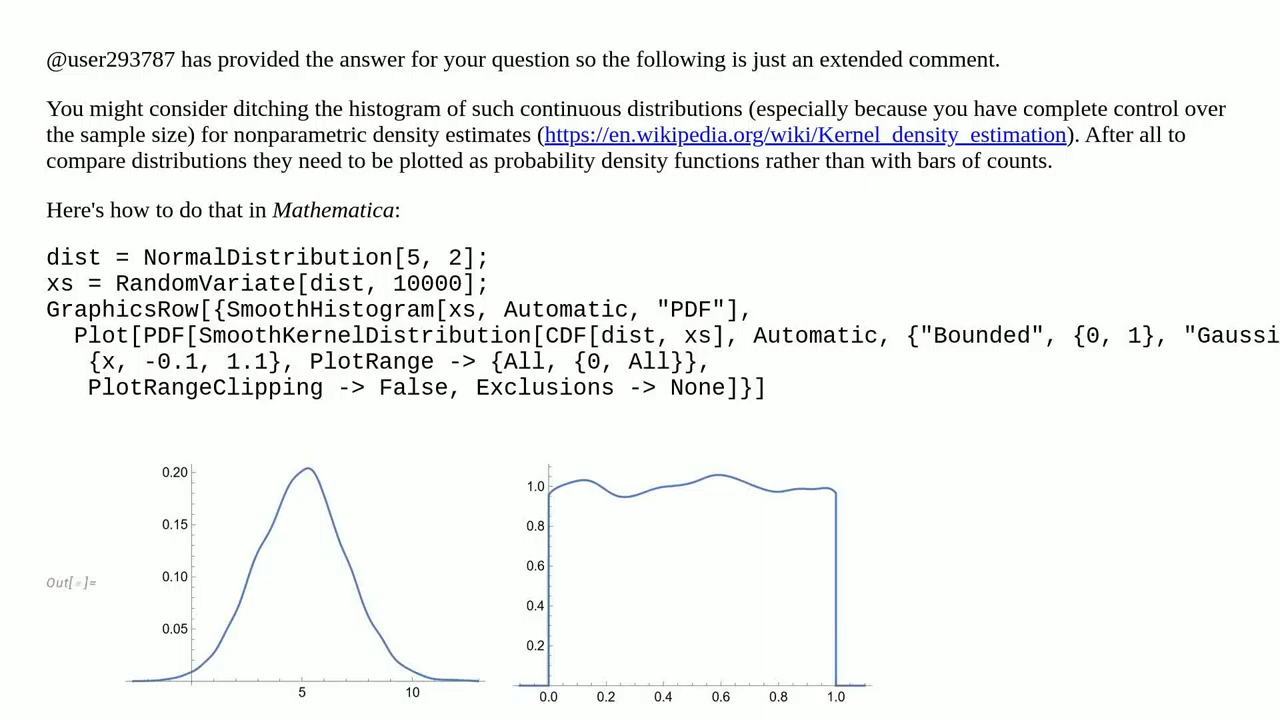 @user293787 has provided the answer for your question so the following is just an extended comment.
You might consider ditching the histogram of such continuous distributions (especially because you have complete control over
the sample size) for nonparametric density estimates (https://en.wikipedia.org/wiki/Kernel_density_estimation). After all to
compare distributions they need to be plotted as probability density functions rather than with bars of counts.
Here's how to do that in Mathematica:
dist = NormalDistribution[5, 2];
xs = RandomVariate[dist, 10000];
GraphicsRow[{SmoothHistogram[xs, Automatic, "PDF"],
Plot[PDF[SmoothKernelDistribution[CDF[dist, xs], Automatic, {"Bounded", {0, 1}, "Gaussi
{x, -0.1, 1.1}, PlotRange -> {All, {0, All}},
PlotRangeClipping -> False, Exclusions -> None]}]
Out[ ]=
0.20
0.15
0.10
0.05
5 10
1.0
0.8
0.6
0.4
0.2
0.0 0.2 0.4 0.6 0.8 1.0